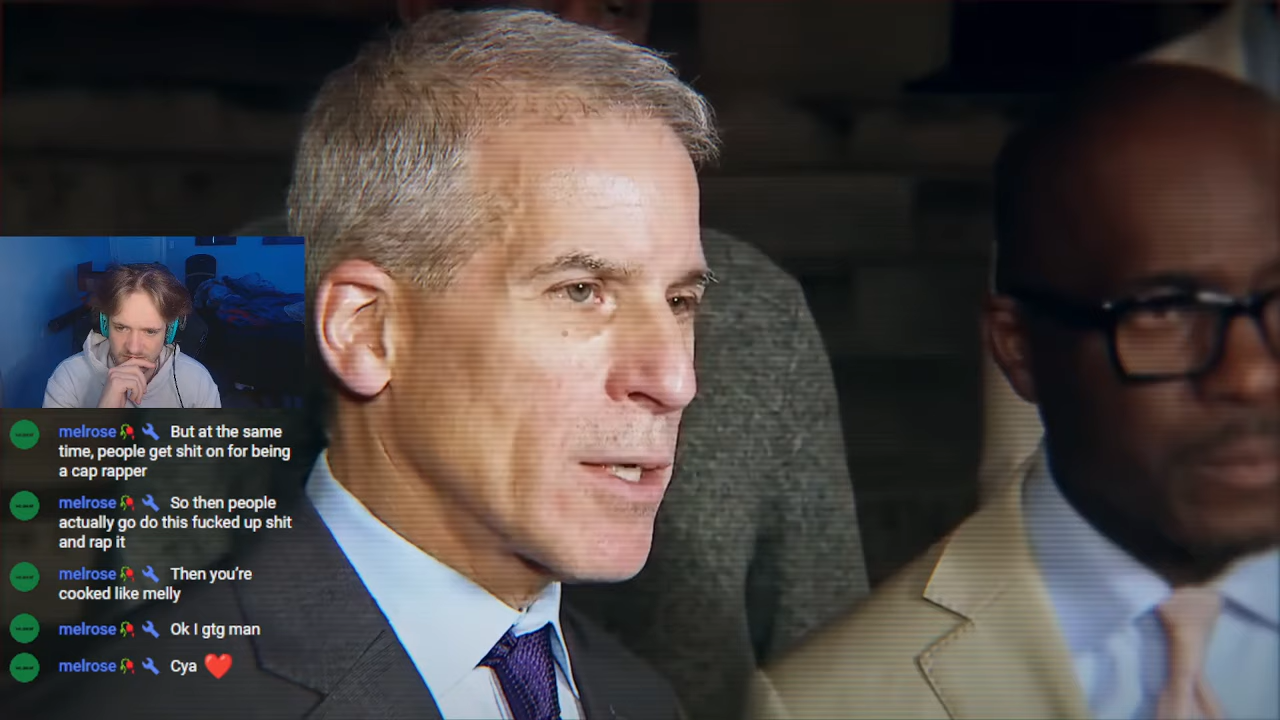 melrose But at the same
time, people get shit on for being
a cap rapper
melrose So then people
actually go do this fucked up shit
and rap it
melrose Then you're
cooked like melly
melrose Ok I gtg man
melrose Cya ❤️